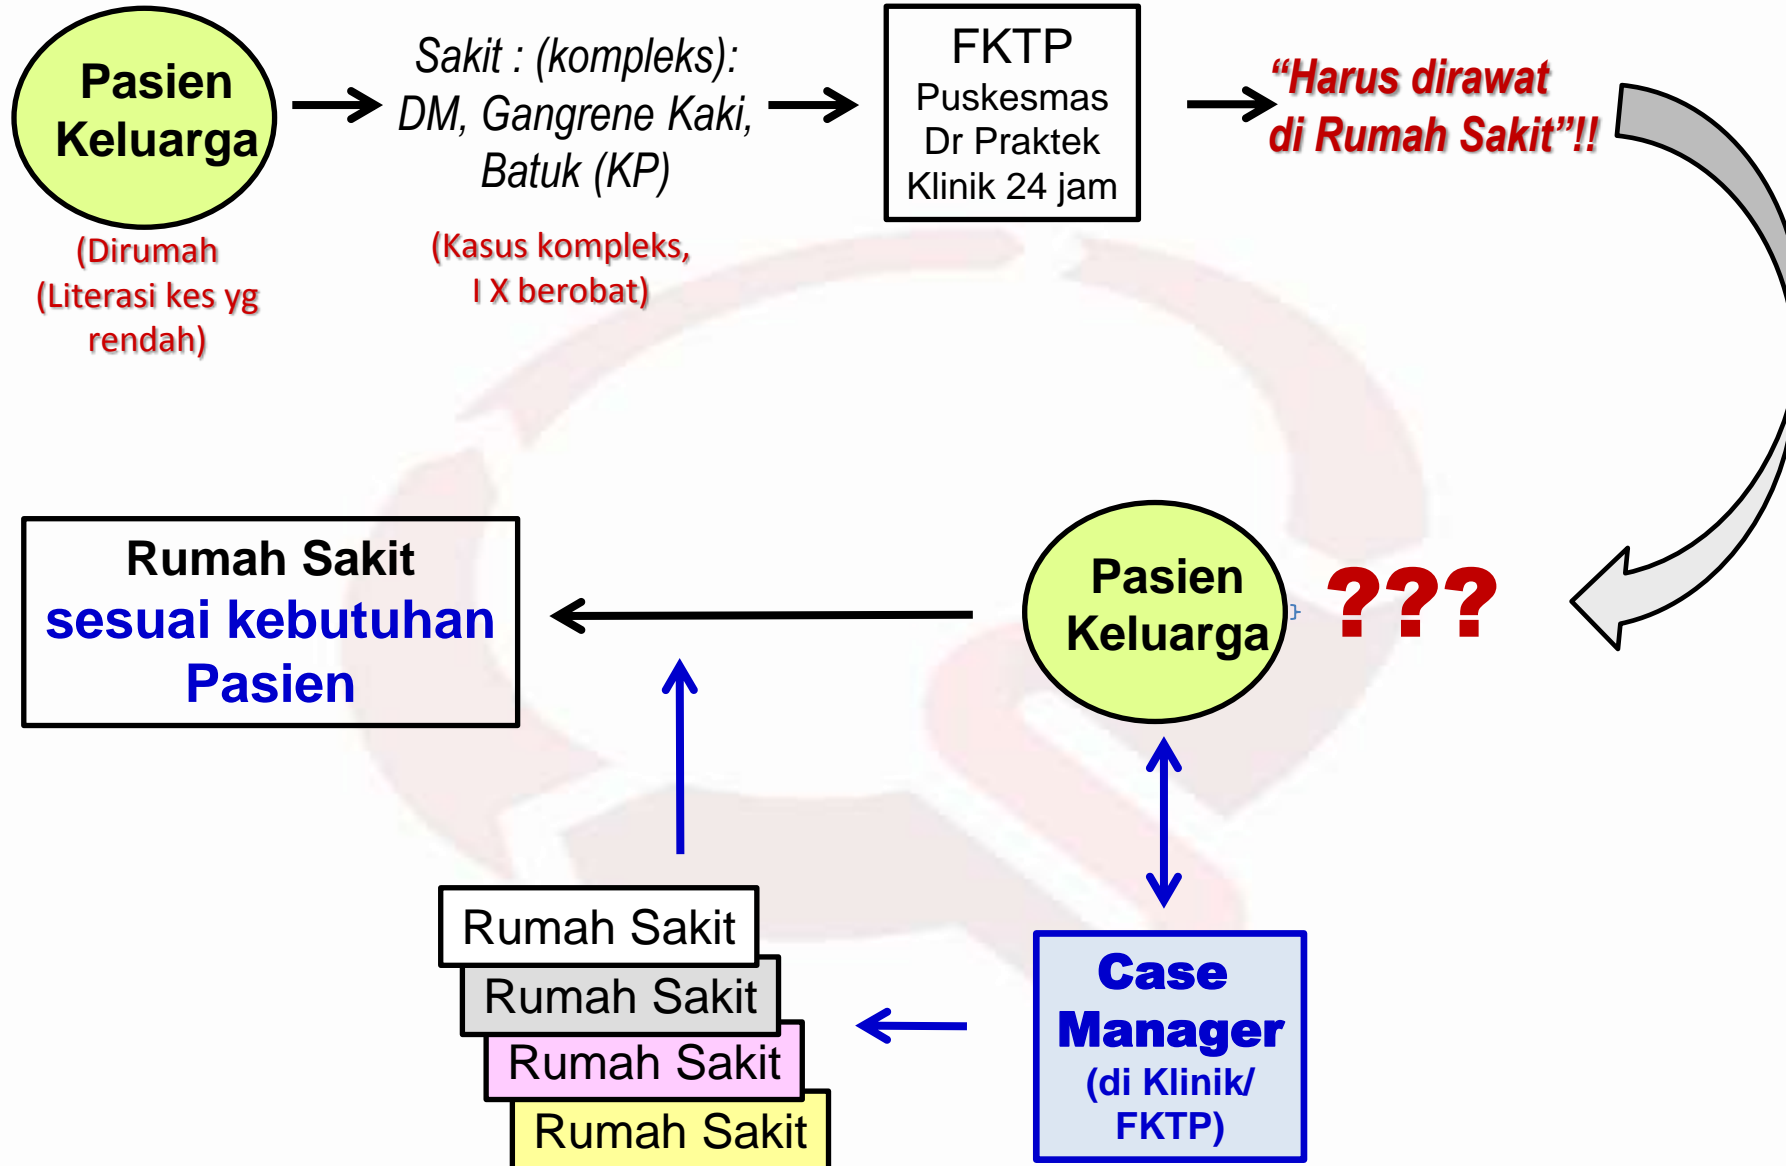 Pasien
Keluarga
(Dirumah
(Literasi kes yg
rendah)
Sakit : (kompleks):
DM, Gangrene Kaki,
Batuk (KP)
(Kasus kompleks,
I X berobat)
FKTP
Puskesmas
Dr Praktek
Klinik 24 jam
“Harus dirawat
di Rumah Sakit”!!
Rumah Sakit
sesuai kebutuhan
Pasien
Pasien
Keluarga
}
???
Rumah Sakit
Rumah Sakit
Rumah Sakit
Rumah Sakit
Case
Manager
(di Klinik/
FKTP)